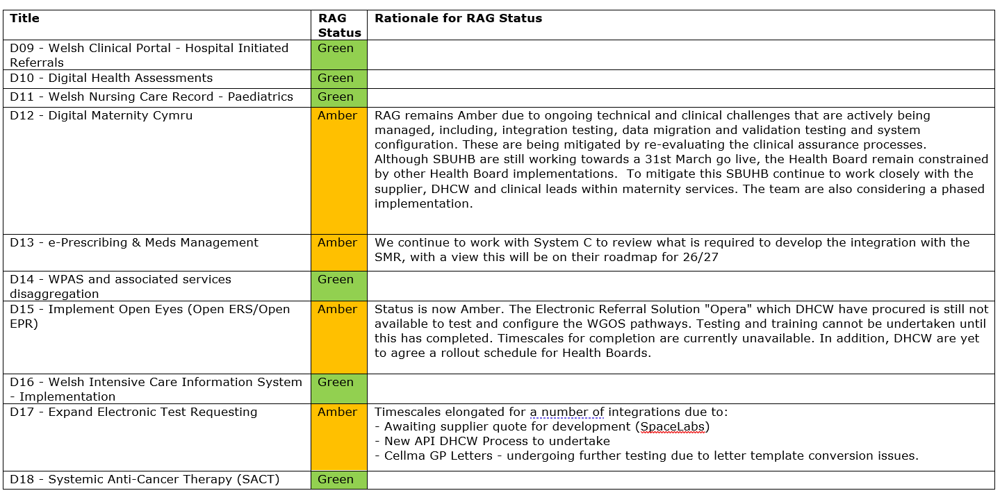 Title RAG Status Rationale for RAG Status
D09 - Welsh Clinical Portal - Hospital Initiated Referrals Green
D10 - Digital Health Assessments Green
D11 - Welsh Nursing Care Record - Paediatrics Green
D12 - Digital Maternity Cymru Amber RAG remains Amber due to ongoing technical and clinical challenges that are actively being
managed, including, integration testing, data migration and validation testing and system
configuration. These are being mitigated by re-evaluating the clinical assurance processes.
Although SBUHB are still working towards a 31st March go live, the Health Board remain constrained
by other Health Board implementations.  To mitigate this SBUHB continue to work closely with the
supplier, DHCW and clinical leads within maternity services. The team are also considering a phased
implementation.
D13 - e-Prescribing & Meds Management Amber We continue to work with System C to review what is required to develop the integration with the
SMR, with a view this will be on their roadmap for 26/27
D14 - WPAS and associated services disaggregation Green
D15 - Implement Open Eyes (Open ERS/Open EPR) Amber Status is now Amber. The Electronic Referral Solution "Opera" which DHCW have procured is still not
available to test and configure the WGOS pathways. Testing and training cannot be undertaken until
this has completed. Timescales for completion are currently unavailable. In addition, DHCW are yet
to agree a rollout schedule for Health Boards.
D16 - Welsh Intensive Care Information System - Implementation Green
D17 - Expand Electronic Test Requesting Amber Timescales elongated for a number of integrations due to:
- Awaiting supplier quote for development (SpaceLabs)
- New API DHCW Process to undertake
- Cellma GP Letters - undergoing further testing due to letter template conversion issues.
D18 - Systemic Anti-Cancer Therapy (SACT) Green